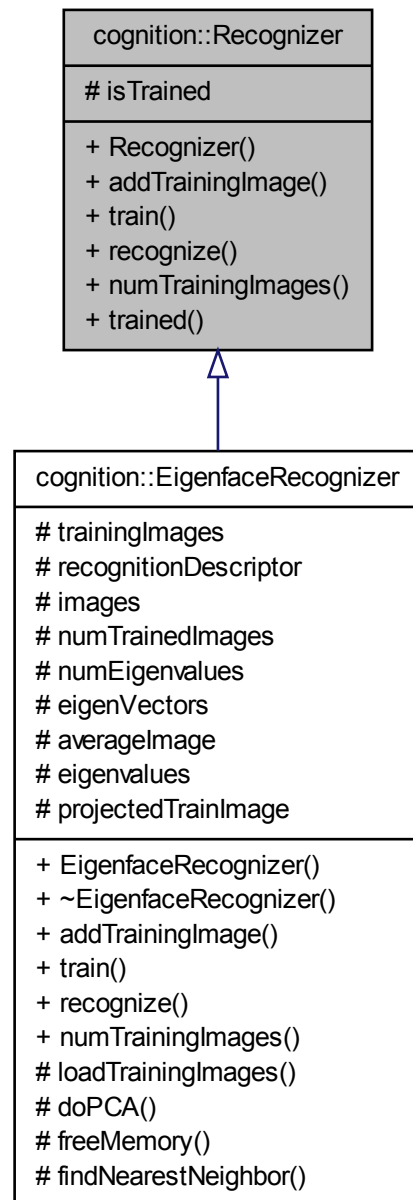 cognition::Recognizer
# isTrained
+ Recognizer()
+ addTrainingImage()
+ train()
+ recognize()
+ numTrainingImages()
+ trained()
cognition::EigenfaceRecognizer
# trainingImages
# recognitionDescriptor
# images
# numTrainedImages
# numEigenvalues
# eigenVectors
# averageImage
# eigenvalues
# projectedTrainImage
+ EigenfaceRecognizer()
+ ~EigenfaceRecognizer()
+ addTrainingImage()
+ train()
+ recognize()
+ numTrainingImages()
# loadTrainingImages()
# doPCA()
# freeMemory()
# findNearestNeighbor()